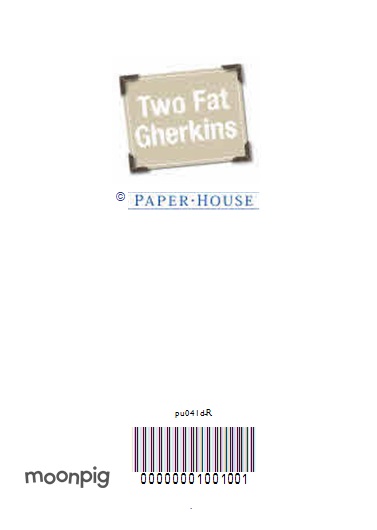 Two Fat
Gherkins
© PAPER·HOUSE
pu041d-R
moonpig
00000001001001